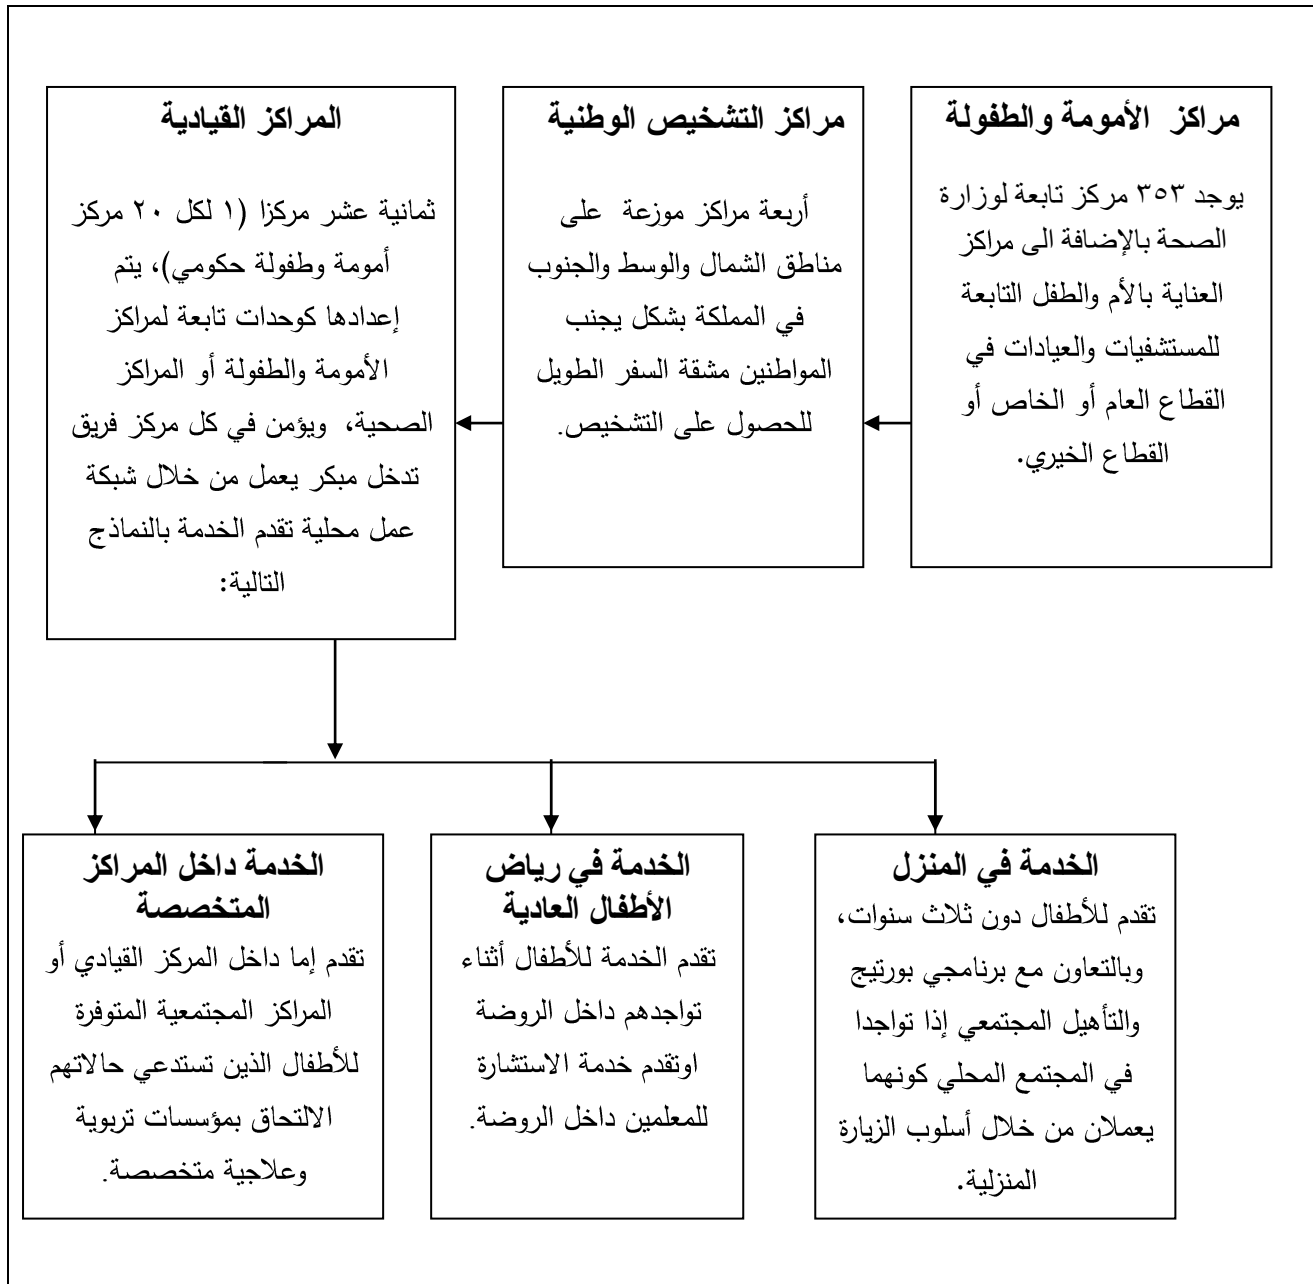 مراكز الأمومة والطفولة
يوجد ٣٥٣ مركز تابعة لوزارة
الصحة بالإضافة الى مراكز
العناية بالأم والطفل التابعة
للمستشفيات والعيادات في
القطاع العام أو الخاص أو
القطاع الخيري.
مراكز التشخيص الوطنية
أربعة مراكز موزعة على
مناطق الشمال والوسط والجنوب
في المملكة بشكل يجنب
المواطنين مشقة السفر الطويل
للحصول على التشخيص.
المراكز القيادية
ثمانية عشر مركزا (١ لكل ٢٠ مركز
أمومة وطفولة حكومي)، يتم
إعدادها كوحدات تابعة لمراكز
الأمومة والطفولة أو المراكز
الصحية، ويؤمن في كل مركز فريق
تدخل مبكر يعمل من خلال شبكة
عمل محلية تقدم الخدمة بالنماذج
التالية:
الخدمة في المنزل
تقدم للأطفال دون ثلاث سنوات،
وبالتعاون مع برنامجي بورتيج
والتأهيل المجتمعي إذا تواجدا
في المجتمع المحلي كونهما
يعملان من خلال أسلوب الزيارة
المنزلية.
الخدمة في رياض
الأطفال العادية
تقدم الخدمة للأطفال أثناء
تواجدهم داخل الروضة
اوتقدم خدمة الاستشارة
للمعلمين داخل الروضة.
الخدمة داخل المراكز
المتخصصة
تقدم إما داخل المركز القيادي أو
المراكز المجتمعية المتوفرة
للأطفال الذين تستدعي حالاتهم
الالتحاق بمؤسسات تربوية
وعلاجية متخصصة.